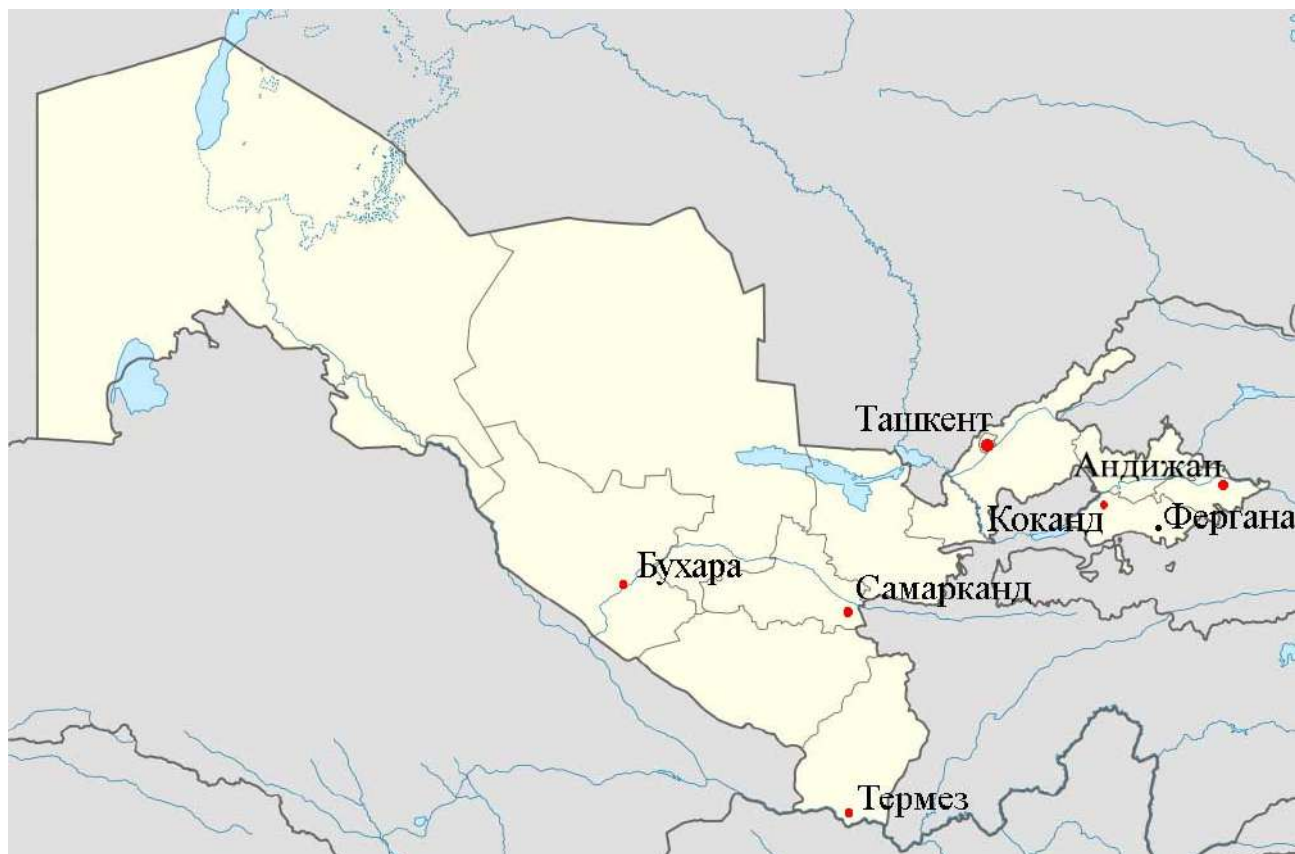 Ташкент
Андижан
Коканд
Фергана
Бухара
Самарканд
Термез